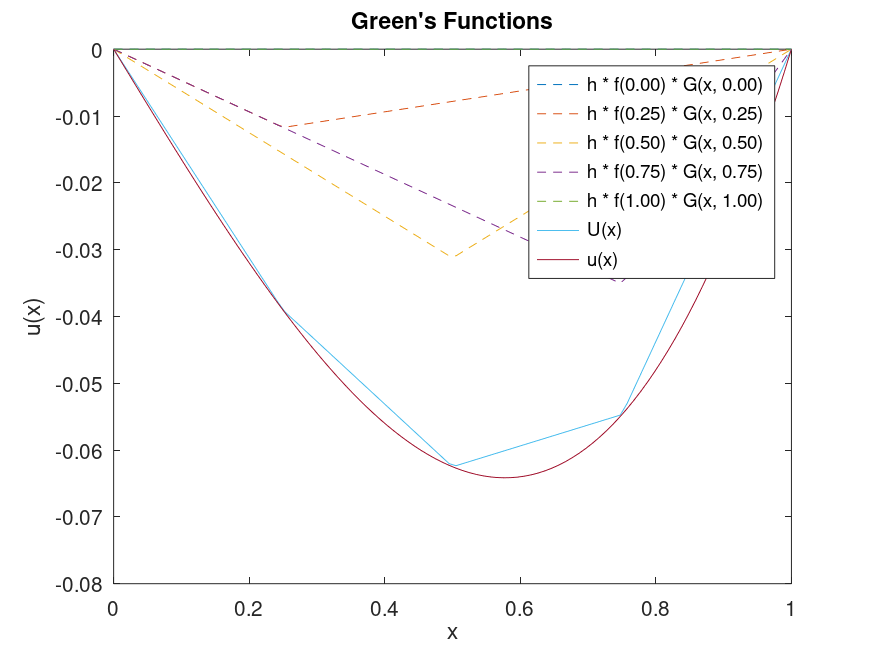 Green's Functions
0
-0.01
-0.02
-0.03
-0.04
-0.05
-0.06
-0.07
-0.08
u(x)
h * f(0.00) * G(x, 0.00)
h * f(0.25) * G(x, 0.25)
h * f(0.50) * G(x, 0.50)
h * f(0.75) * G(x, 0.75)
h * f(1.00) * G(x, 1.00)
U(x)
u(x)
0 0.2 0.4 0.6 0.8 1
x